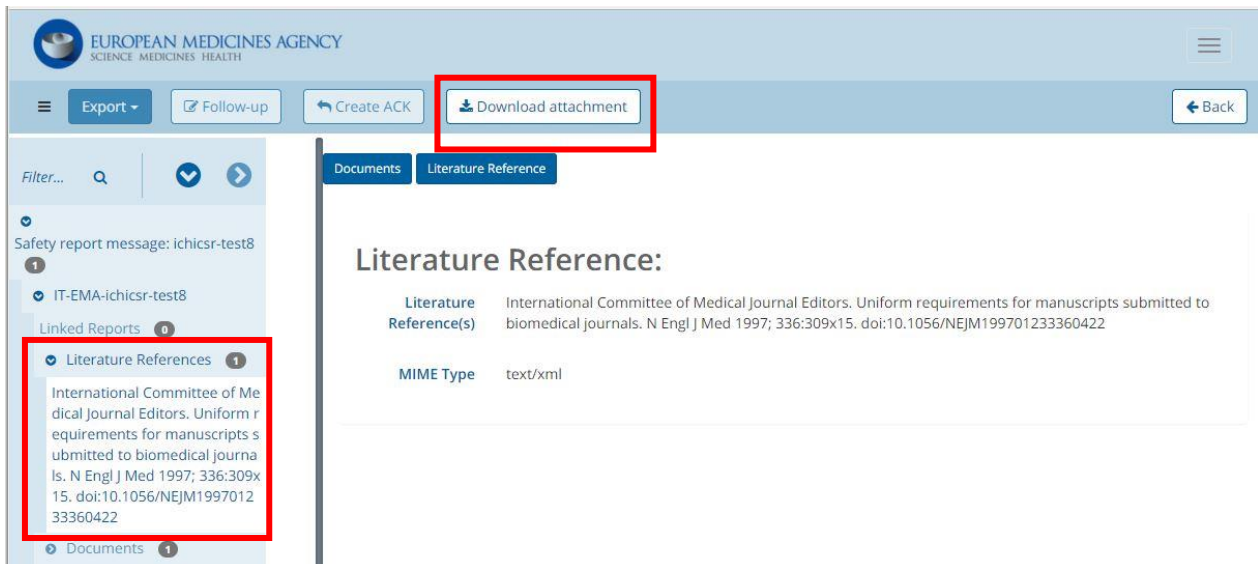 EUROPEAN MEDICINES AGENCY
SCIENCE MEDICINES HEALTH
Export
Follow-up
Create ACK
Download attachment
Back
Filter...
Documents
Literature Reference
Safety report message: ichicsr-test8
1
IT-EMA-ichicsr-test8
Linked Reports 0
Literature References 1
International Committee of Me
dical Journal Editors. Uniform r
equirements for manuscripts s
ubmitted to biomedical journa
ls. N Engl J Med 1997; 336:309x
15. doi:10.1056/NEJM1997012
33360422
Documents 1
Literature Reference:
Literature
Reference(s)
International Committee of Medical Journal Editors. Uniform requirements for manuscripts submitted to
biomedical journals. N Engl J Med 1997; 336:309x15. doi:10.1056/NEJM199701233360422
MIME Type
text/xml